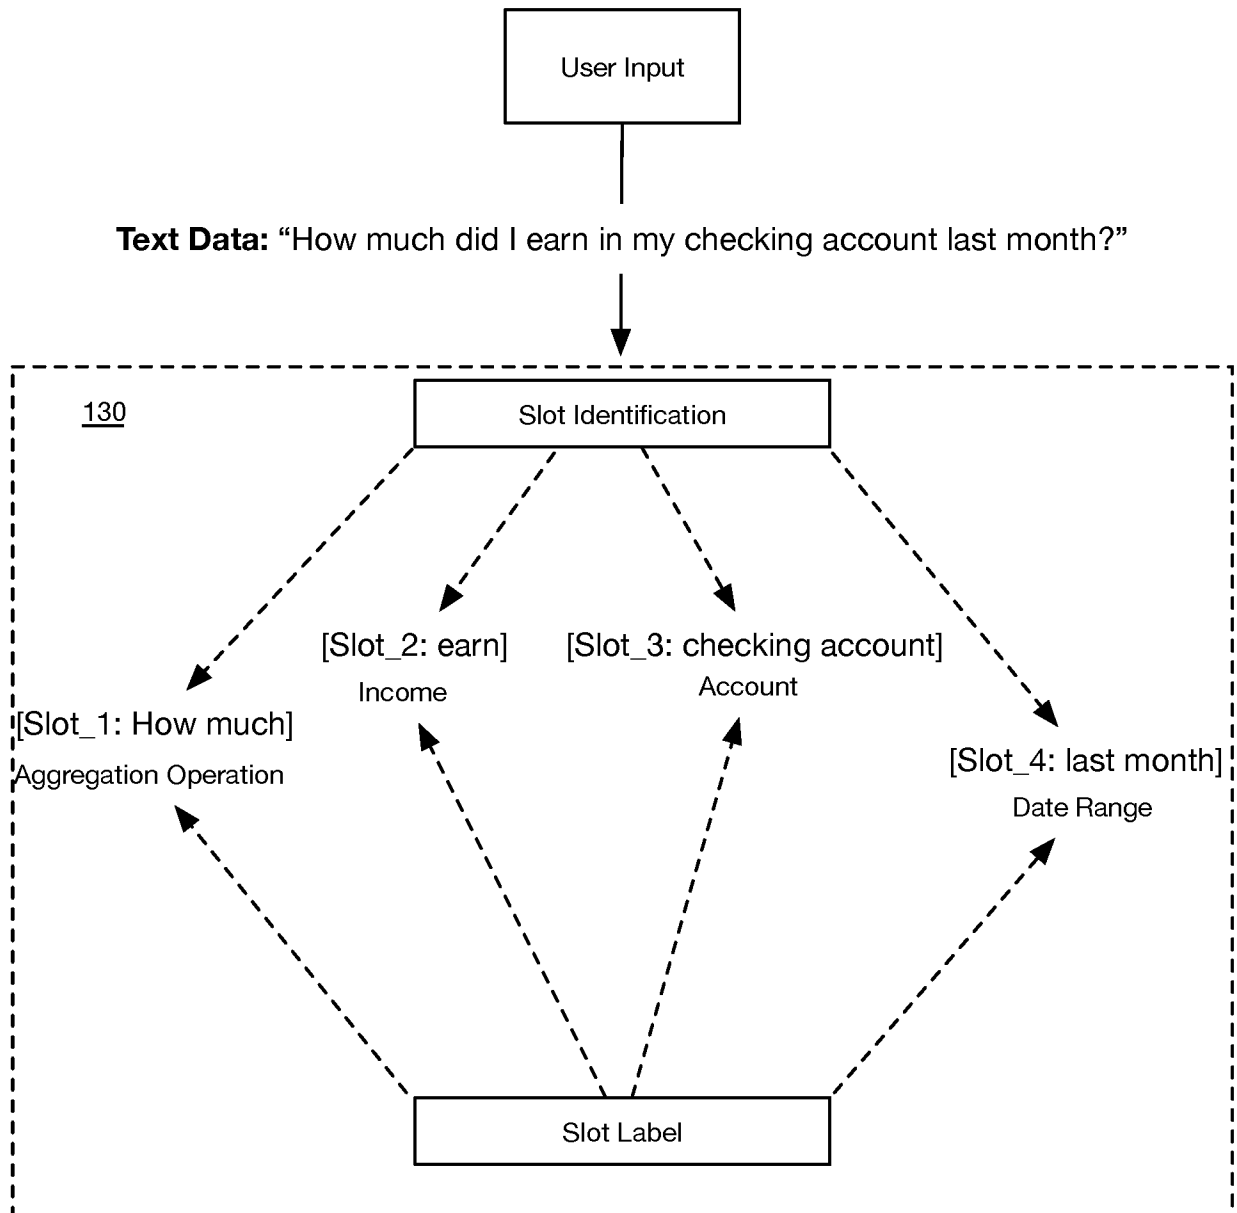 User Input
Text Data: “How much did I earn in my checking account last month?”
130
Slot Identification
[Slot_2: earn]
Income
[Slot_3: checking account]
Account
[Slot_1: How much]
Aggregation Operation
[Slot_4: last month]
Date Range
Slot Label